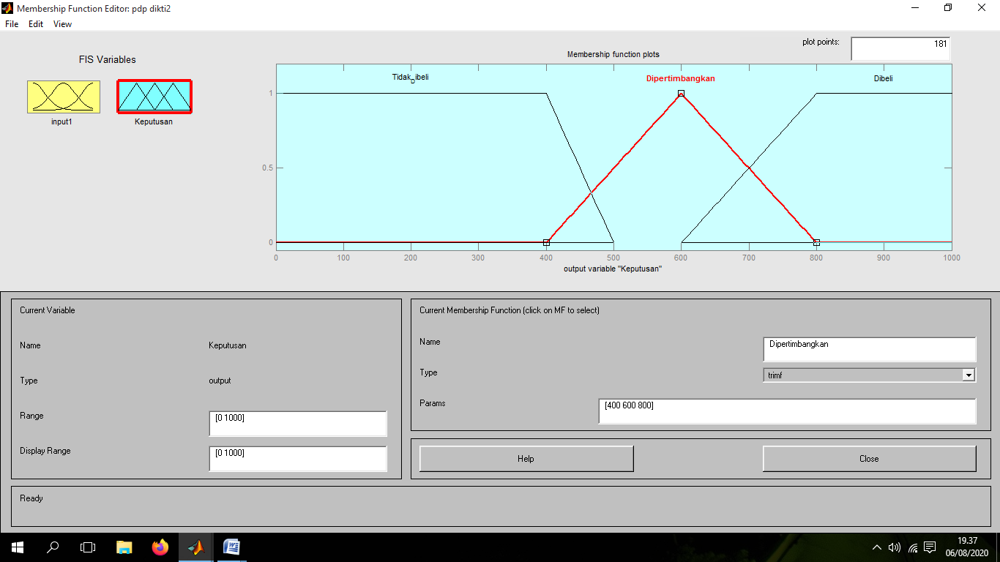 Membership Function Editor: pdp dikti2
File Edit View
FIS Variables
input1
Keputusan
plot points:
181
Membership function plots
Tidak_Dibeli
Dipertimbangkan
Dibeli
1
0.5
0
0 100 200 300 400 500 600 700 800 900 1000
output variable "Keputusan"
Current Variable
Name Keputusan
Type output
Range [0 1000]
Display Range [0 1000]
Current Membership Function (click on MF to select)
Name Dipertimbangkan
Type trimf
Params [400 600 800]
Help Close
Ready
19.37
06/08/2020